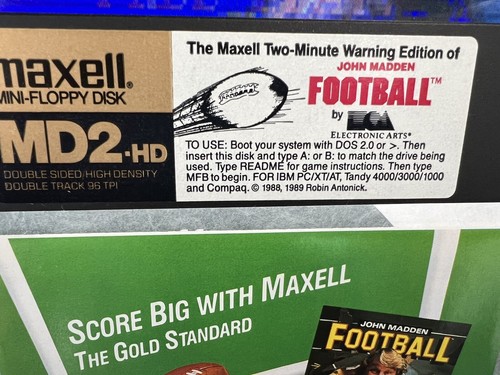 maxell®
MINI-FLOPPY DISK
MD2-HD
DOUBLE SIDED/HIGH DENSITY
DOUBLE TRACK 96 TPI
The Maxell Two-Minute Warning Edition of
JOHN MADDEN
FOOTBALL™
by EA
ELECTRONIC ARTS®
TO USE: Boot your system with DOS 2.0 or >. Then
insert this disk and type A: or B: to match the drive being
used. Type README for game instructions. Then type
MFB to begin. FOR IBM PC/XT/AT, Tandy 4000/3000/1000
and Compaq. © 1988, 1989 Robin Antonick.
SCORE BIG WITH MAXELL
THE GOLD STANDARD
JOHN MADDEN
FOOTBALL